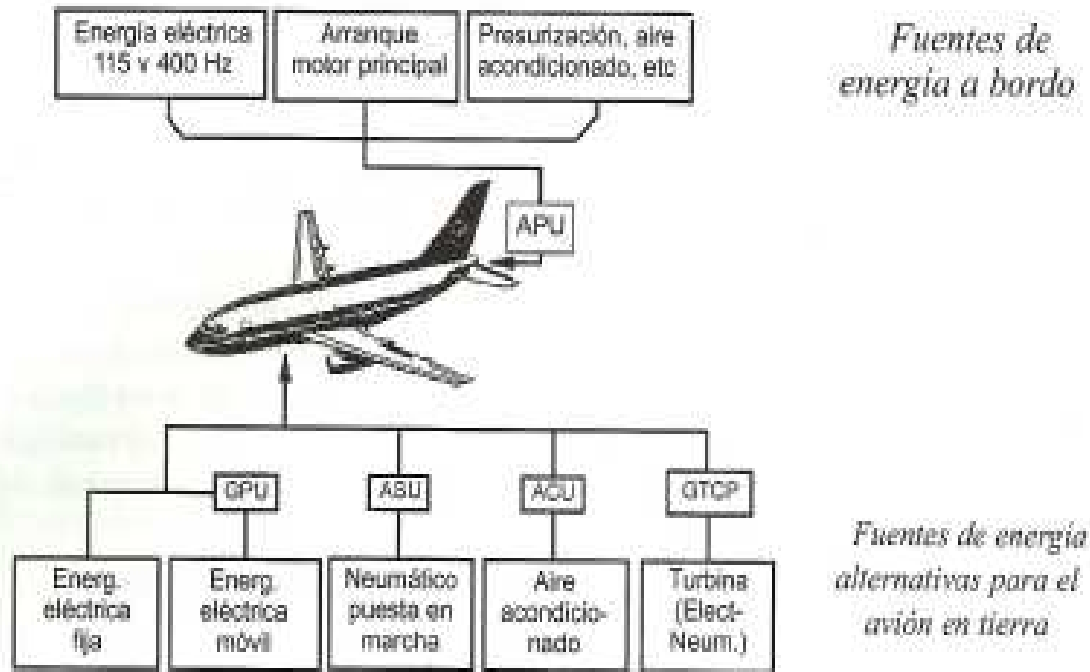 Energía eléctrica
115 v 400 Hz
Arranque
motor principal
Presurización, aire
acondicionado, etc
Fuentes de
energía a bordo
APU
GPU
ASU
ACU
GTCP
Energ.
eléctrica
fija
Energ.
eléctrica
móvil
Neumático
puesta en
marcha
Aire
acondicio-
nado
Turbina
(Elect-
Neum.)
Fuentes de energía
alternativas para el
avión en tierra